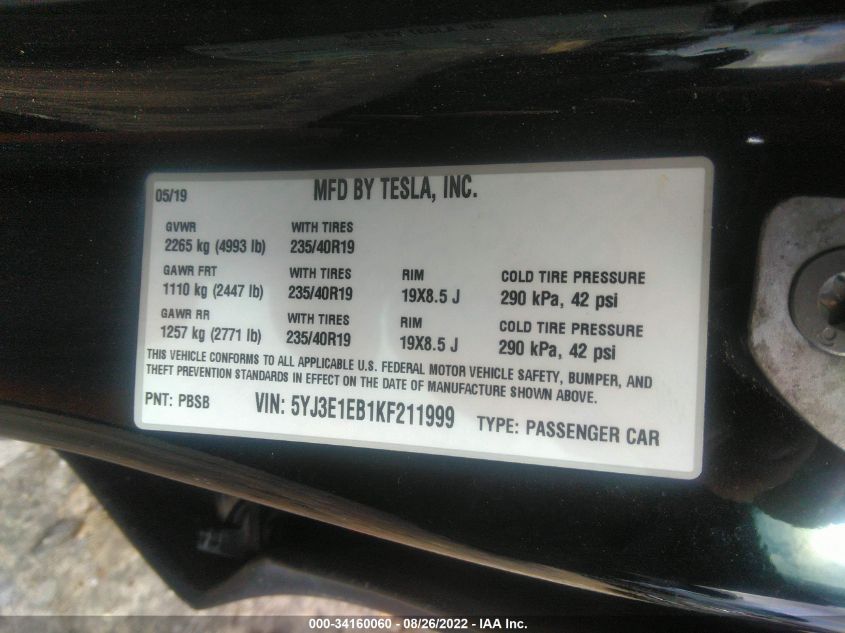 05/19 MFD BY TESLA, INC.
GVWR WITH TIRES
2265 kg (4993 lb) 235/40R19
GAWR FRT WITH TIRES RIM COLD TIRE PRESSURE
1110 kg (2447 lb) 235/40R19 19X8.5 J 290 kPa, 42 psi
GAWR RR WITH TIRES RIM COLD TIRE PRESSURE
1257 kg (2771 lb) 235/40R19 19X8.5 J 290 kPa, 42 psi
THIS VEHICLE CONFORMS TO ALL APPLICABLE U.S. FEDERAL MOTOR VEHICLE SAFETY, BUMPER, AND
THEFT PREVENTION STANDARDS IN EFFECT ON THE DATE OF MANUFACTURE SHOWN ABOVE.
PNT: PBSB VIN: 5YJ3E1EB1KF211999 TYPE: PASSENGER CAR
000-34160060 - 08/26/2022 - IAA Inc.